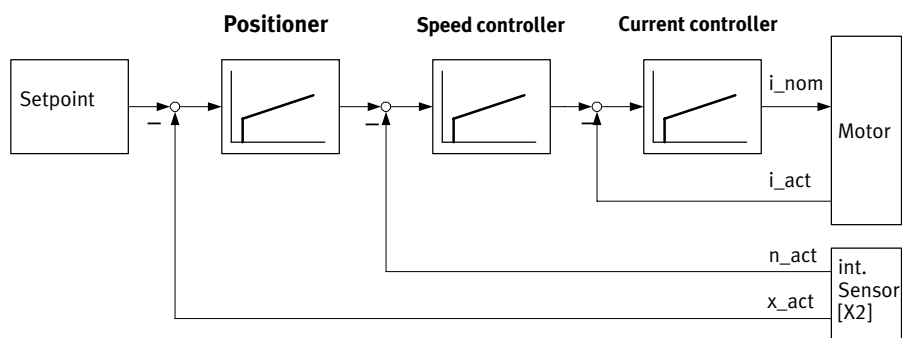 Positioner
Speed controller
Current controller
Setpoint
i_nom
Motor
i_act
n_act
int.
Sensor
[X2]
x_act